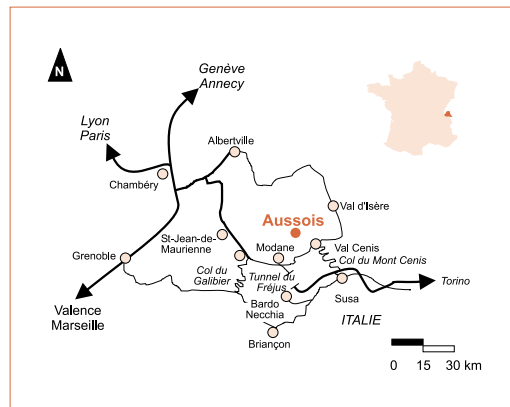 N
Genève
Annecy
Lyon
Paris
Albertville
Chambéry
Val d'Isère
Aussois
St-Jean-de-
Maurienne
Modane
Val Cenis
Grenoble
Col du
Galibier
Tunnel du
Fréjus
Col du Mont Cenis
Torino
Bardo
Necchia
Susa
Valence
Marseille
ITALIE
Briançon
0 15 30 km